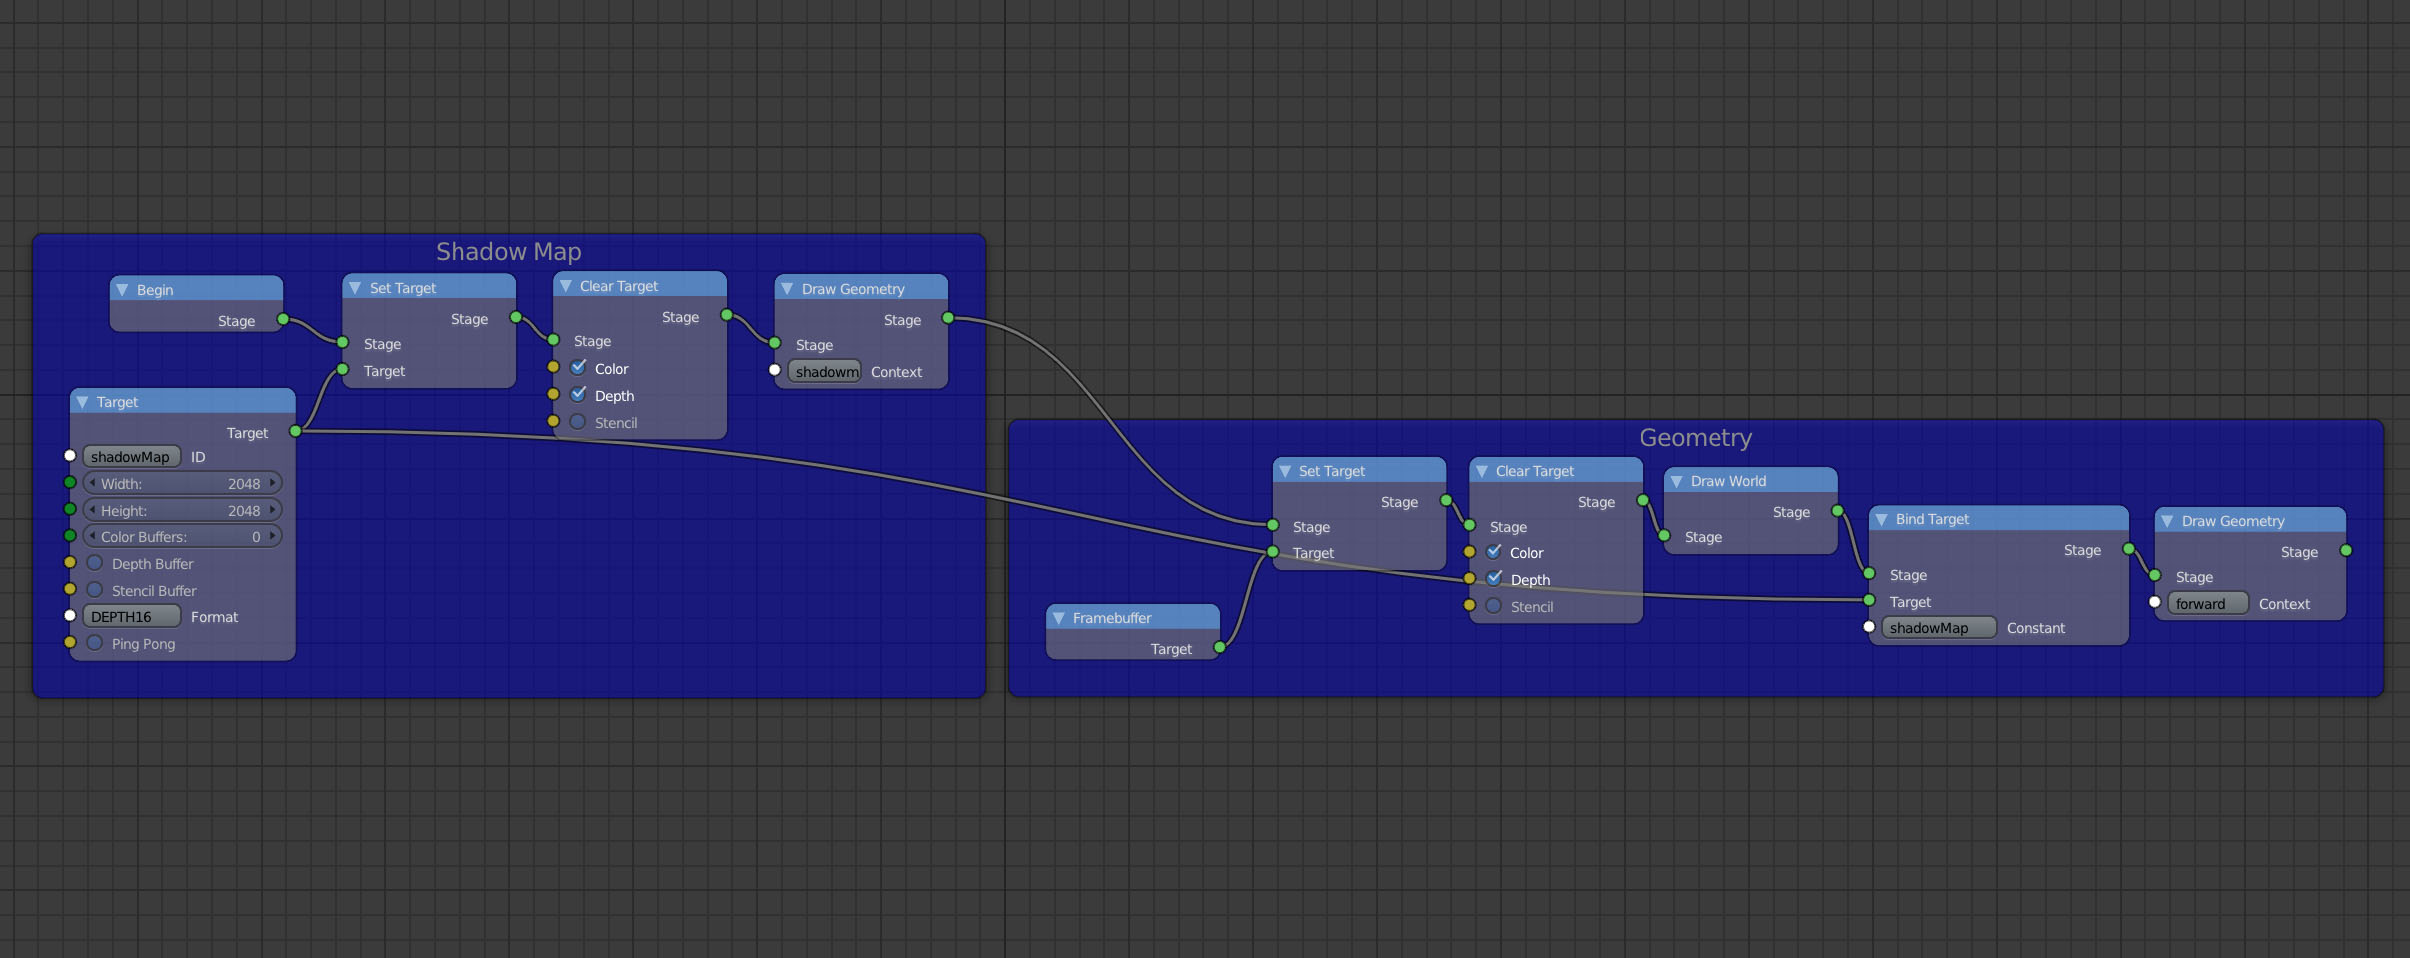 Shadow Map
Begin
Stage
Set Target
Stage
Stage
Target
Clear Target
Stage
Stage
Color
Depth
Stencil
Draw Geometry
Stage
Stage
shadowm Context
Target
Target
shadowMap ID
Width: 2048
Height: 2048
Color Buffers: 0
Depth Buffer
Stencil Buffer
DEPTH16 Format
Ping Pong
Geometry
Framebuffer
Target
Set Target
Stage
Stage
Target
Clear Target
Stage
Stage
Color
Depth
Stencil
Draw World
Stage
Stage
Bind Target
Stage
Stage
Target
shadowMap Constant
Draw Geometry
Stage
Stage
forward Context